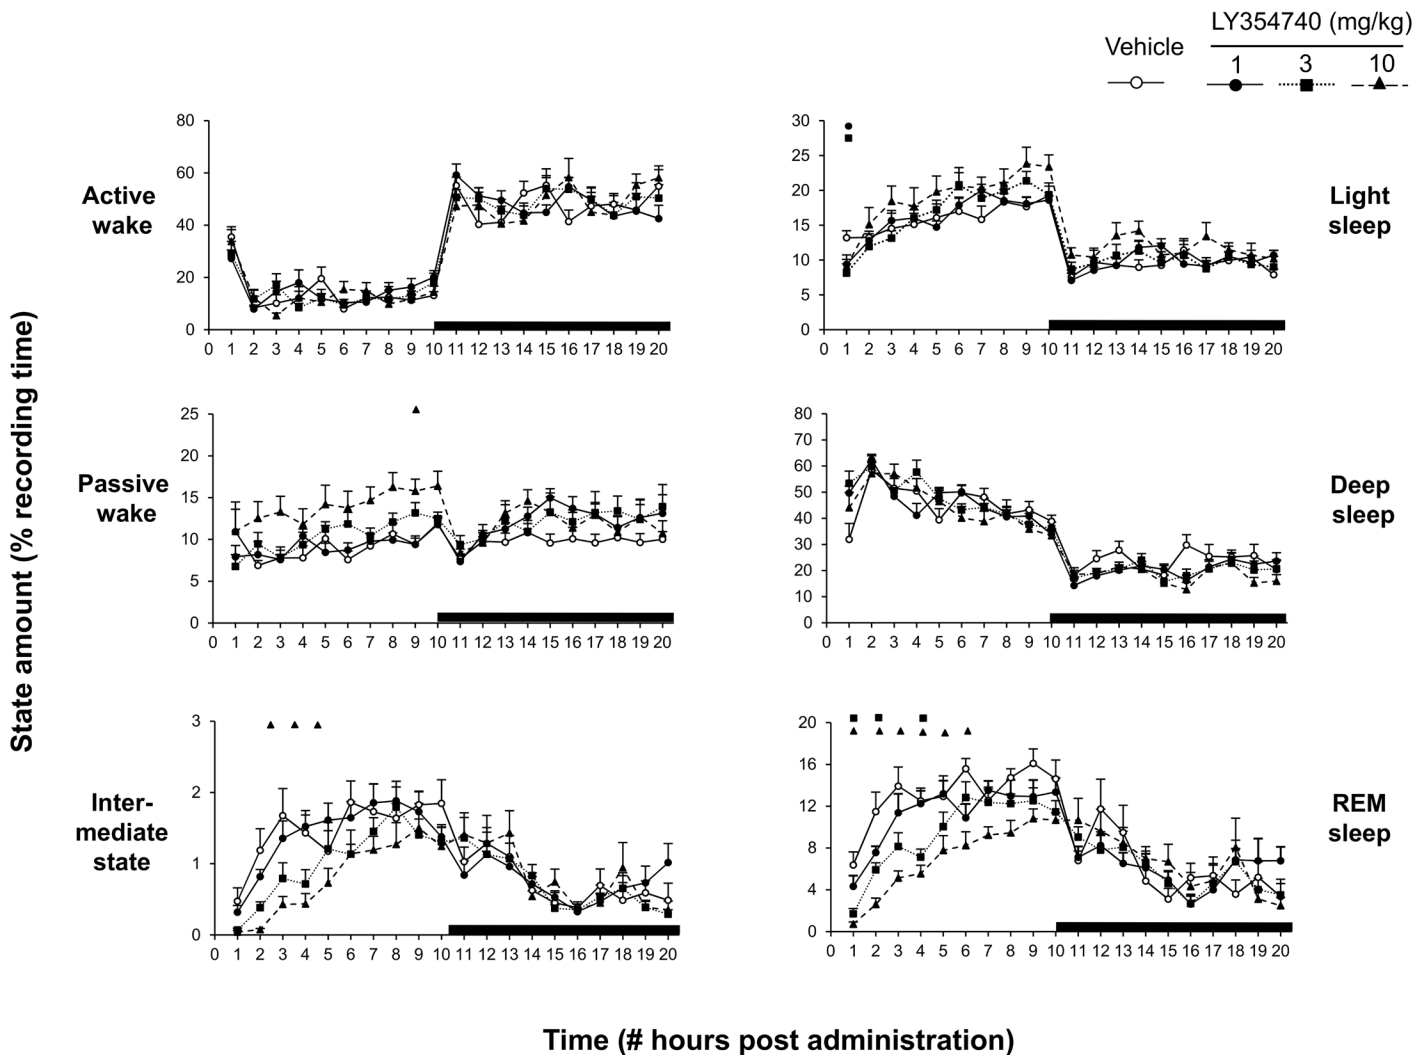 LY354740 (mg/kg)
Vehicle
1 3 10
80
60
40
20
0
0 1 2 3 4 5 6 7 8 9 10 11 12 13 14 15 16 17 18 19 20
Active
wake
30
25
20
15
10
5
0
0 1 2 3 4 5 6 7 8 9 10 11 12 13 14 15 16 17 18 19 20
Light
sleep
25
20
15
10
5
0
0 1 2 3 4 5 6 7 8 9 10 11 12 13 14 15 16 17 18 19 20
Passive
wake
80
70
60
50
40
30
20
10
0
0 1 2 3 4 5 6 7 8 9 10 11 12 13 14 15 16 17 18 19 20
Deep
sleep
3
2
1
0
0 1 2 3 4 5 6 7 8 9 10 11 12 13 14 15 16 17 18 19 20
Inter-
mediate
state
20
16
12
8
4
0
0 1 2 3 4 5 6 7 8 9 10 11 12 13 14 15 16 17 18 19 20
REM
sleep
State amount (% recording time)
Time (# hours post administration)